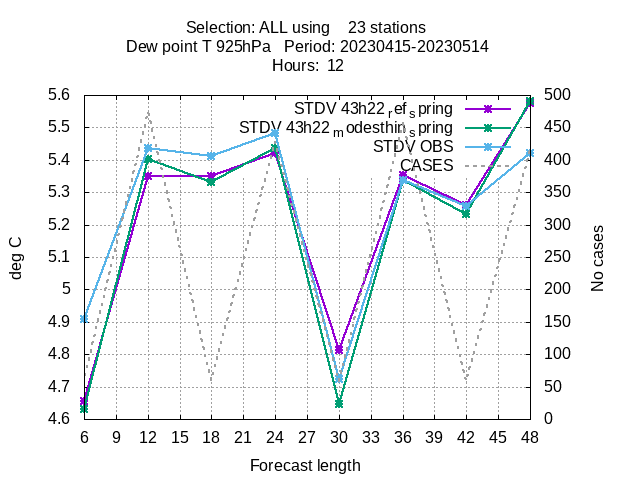 Selection: ALL using    23 stations
Dew point T 925hPa   Period: 20230415-20230514
Hours:  12
STDV 43h22_ref_spring
STDV 43h22_modesthin_spring
STDV OBS
CASES
5.6
5.5
5.4
5.3
5.2
5.1
5
4.9
4.8
4.7
4.6
deg C
500
450
400
350
300
250
200
150
100
50
0
No cases
6 9 12 15 18 21 24 27 30 33 36 39 42 45 48
Forecast length